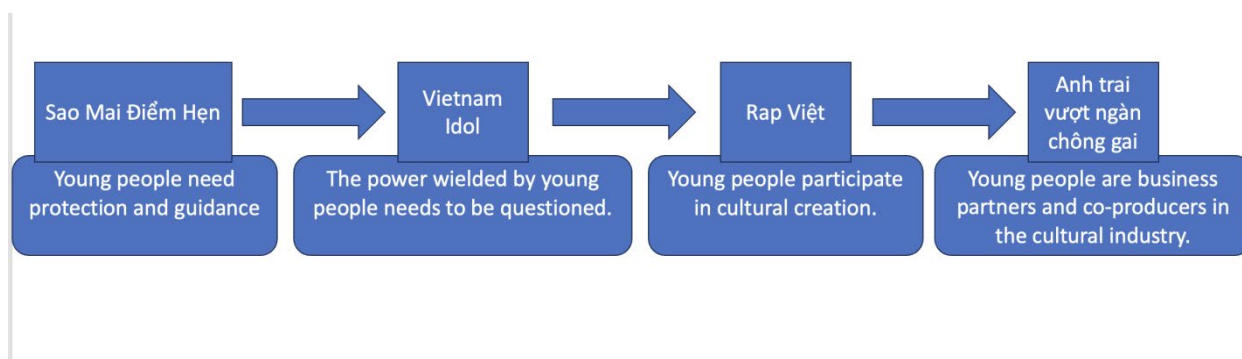 Sao Mai Điểm Hẹn
Young people need
protection and guidance
Vietnam
Idol
The power wielded by young
people needs to be questioned.
Rap Việt
Young people participate
in cultural creation.
Anh trai
vượt ngàn
chông gai
Young people are business
partners and co-producers in
the cultural industry.